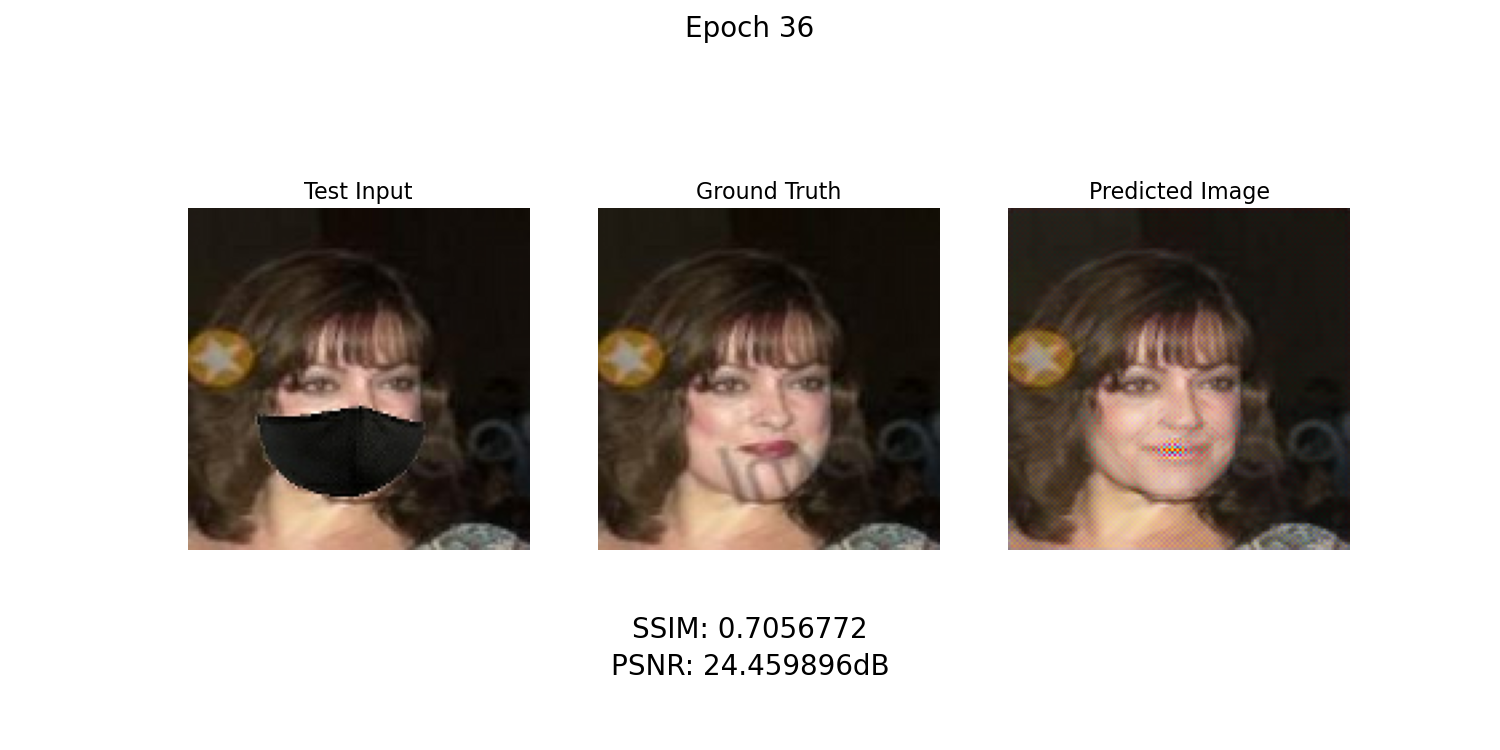 Epoch 36
Test Input
Ground Truth
Predicted Image
SSIM: 0.7056772
PSNR: 24.459896dB